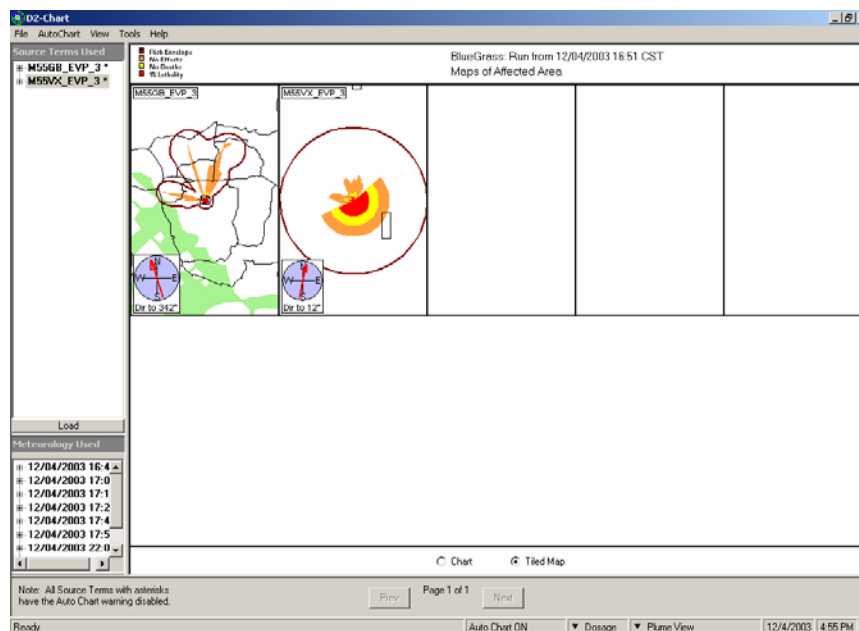 D2-Chart
File AutoChart View Tools Help
Source Terms Used
M55GB_EVP_3 *
M55VX_EVP_3 *
Load
Meteorology Used
12/04/2003 16:4
12/04/2003 17:0
12/04/2003 17:1
12/04/2003 17:2
12/04/2003 17:4
12/04/2003 17:5
12/04/2003 22:0
Risk Envelope
No Effects
No Deaths
1% Lethality
BlueGrass: Run from 12/04/2003 16:51 CST
Maps of Affected Area
M55GB_EVP_3
N
W E
S
Dir to 342°
M55VX_EVP_3
N
W E
S
Dir to 12°
Chart Tiled Map
Note: All Source Terms with asterisks
have the Auto Chart warning disabled.
Prev Page 1 of 1 Next
Ready Auto Chart ON Dosage Plume View 12/4/2003 4:55 PM